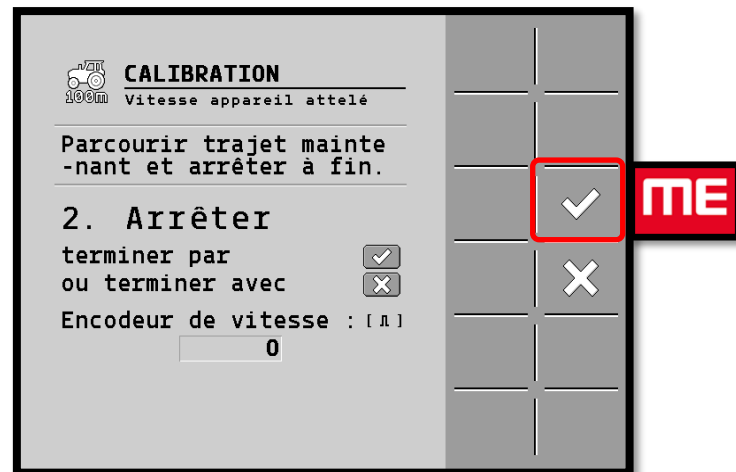 CALIBRATION
100m Vitesse appareil attelé
Parcourir trajet mainte
-nant et arrêter à fin.
2. Arrêter
terminer par
ou terminer avec
Encodeur de vitesse : [⎍]
0
ME